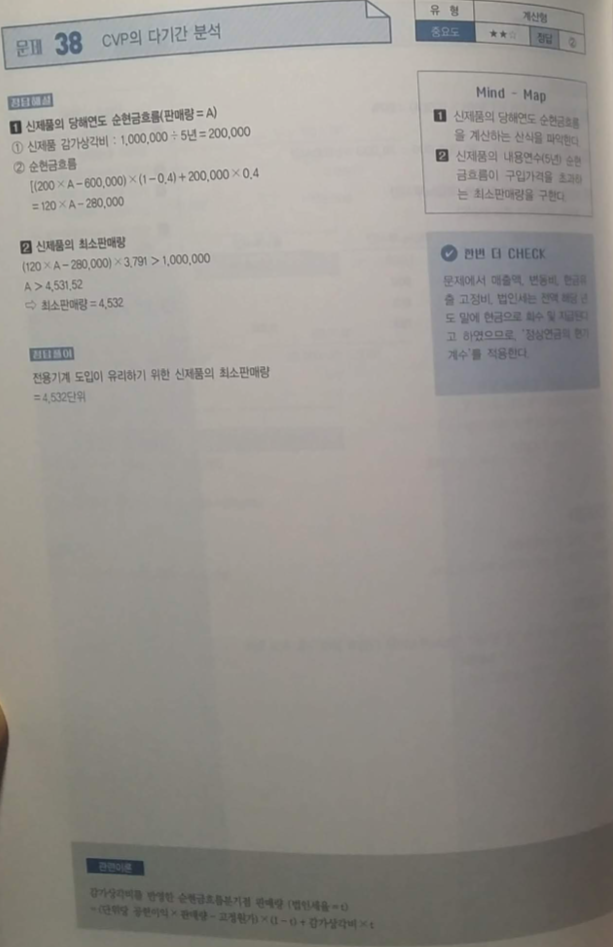 문제 38 CVP의 다기간 분석
유 형 계산형
중요도 ★★☆ 정답 ②
정답해설
1 신제품의 당해연도 순현금흐름(판매량=A)
① 신제품 감가상각비 : 1,000,000÷5년=200,000
② 순현금흐름
[(200×A-600,000)×(1-0.4)+200,000×0.4
=120×A-280,000
2 신제품의 최소판매량
(120×A-280,000)×3.791>1,000,000
A>4,531.52
⇨ 최소판매량=4,532
정답풀이
전용기계 도입이 유리하기 위한 신제품의 최소판매량
=4,532단위
Mind - Map
1 신제품의 당해연도 순현금흐름
을 계산하는 산식을 파악한다.
2 신제품의 내용연수(5년) 순현
금흐름이 구입가격을 초과하
는 최소판매량을 구한다.
한번 더 CHECK
문제에서 매출액, 변동비, 현금유
출 고정비, 법인세는 전액 해당 년
도 말에 현금으로 회수 및 지급된다
고 하였으므로, '정상연금의 현가
계수'를 적용한다.
관련이론
감가상각비를 반영한 순현금흐름분기점 판매량 (법인세율=t)
=(단위당 공헌이익×판매량-고정원가)×(1-t)+감가상각비×t